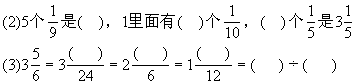 (2)5个1/9是(  )，1里面有(  )个1/10，(  )个1/5是3 1/5
(3)3 5/6=3 (  )/24=2 (  )/6=1 (  )/12=(  )÷(  )